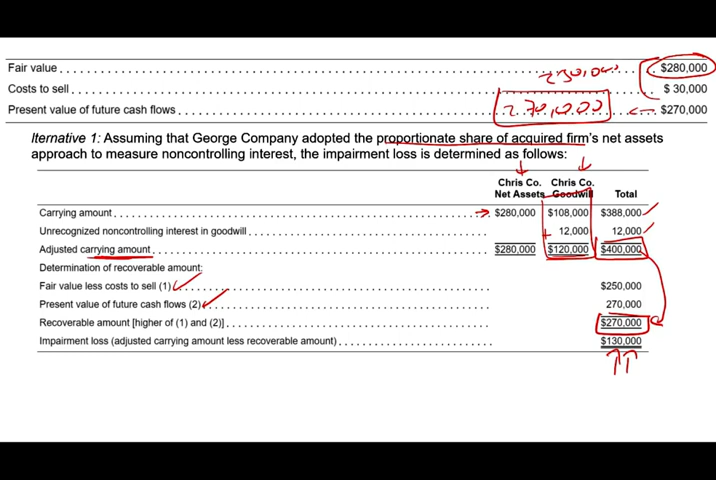 Fair value $280,000
Costs to sell $ 30,000
Present value of future cash flows 270,000 $270,000
lternative 1: Assuming that George Company adopted the proportionate share of acquired firm's net assets
approach to measure noncontrolling interest, the impairment loss is determined as follows:
Chris Co. Chris Co.
Net Assets Goodwill Total
Carrying amount $280,000 $108,000 $388,000
Unrecognized noncontrolling interest in goodwill + 12,000 12,000
Adjusted carrying amount $280,000 $120,000 $400,000
Determination of recoverable amount:
Fair value less costs to sell (1) $250,000
Present value of future cash flows (2) 270,000
Recoverable amount [higher of (1) and (2)] $270,000
Impairment loss (adjusted carrying amount less recoverable amount) $130,000